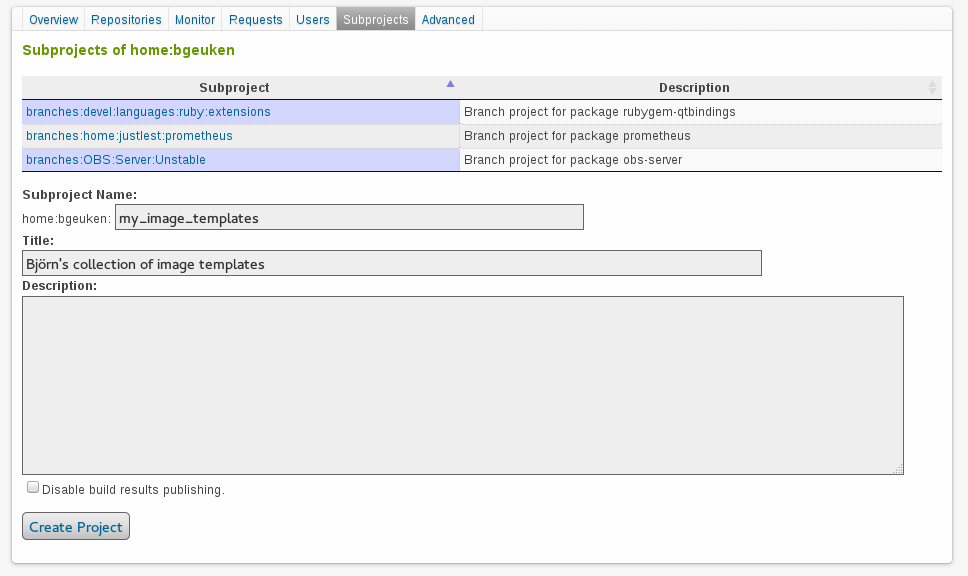 Overview Repositories Monitor Requests Users Subprojects Advanced
Subprojects of home:bgeuken
Subproject Description
branches:devel:languages:ruby:extensions Branch project for package rubygem-qtbindings
branches:home:justlest:prometheus Branch project for package prometheus
branches:OBS:Server:Unstable Branch project for package obs-server
Subproject Name:
home:bgeuken: my_image_templates
Title:
Björn's collection of image templates
Description:
Disable build results publishing.
Create Project